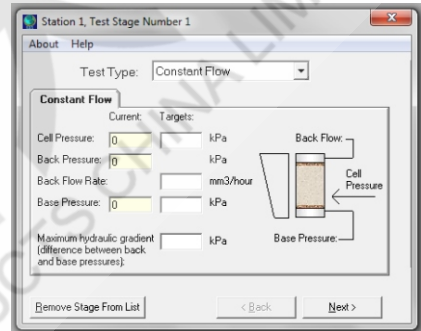 Station 1, Test Stage Number 1
About Help
Test Type: Constant Flow
Constant Flow
Current: Targets:
Cell Pressure: 0 kPa
Back Pressure: 0 kPa
Back Flow Rate: mm3/hour
Base Pressure: 0 kPa
Maximum hydraulic gradient (difference between back and base pressures): kPa
Back Flow:
Cell Pressure
Base Pressure:
Remove Stage From List
< Back
Next >